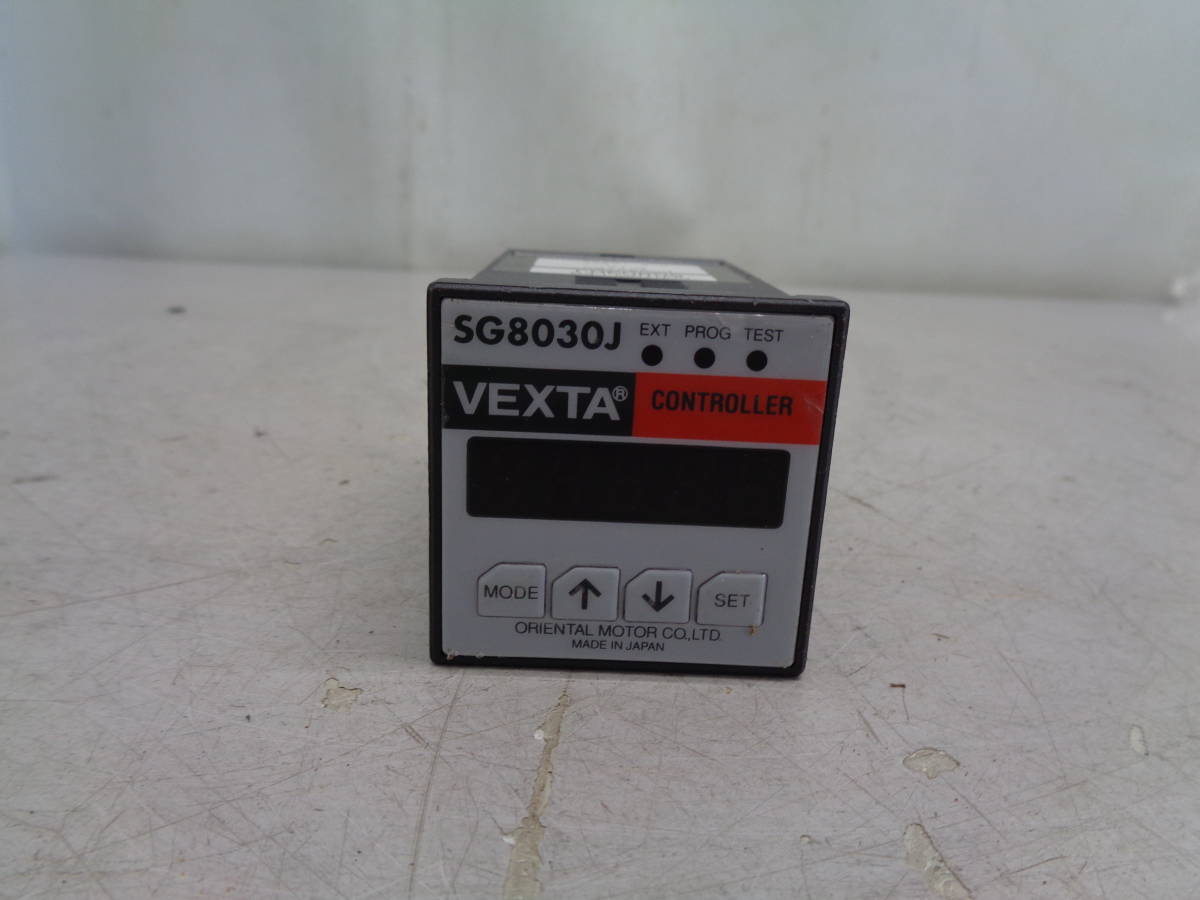 SG8030J EXT PROG TEST
VEXTA® CONTROLLER
MODE ↑ ↓ SET
ORIENTAL MOTOR CO.,LTD.
MADE IN JAPAN